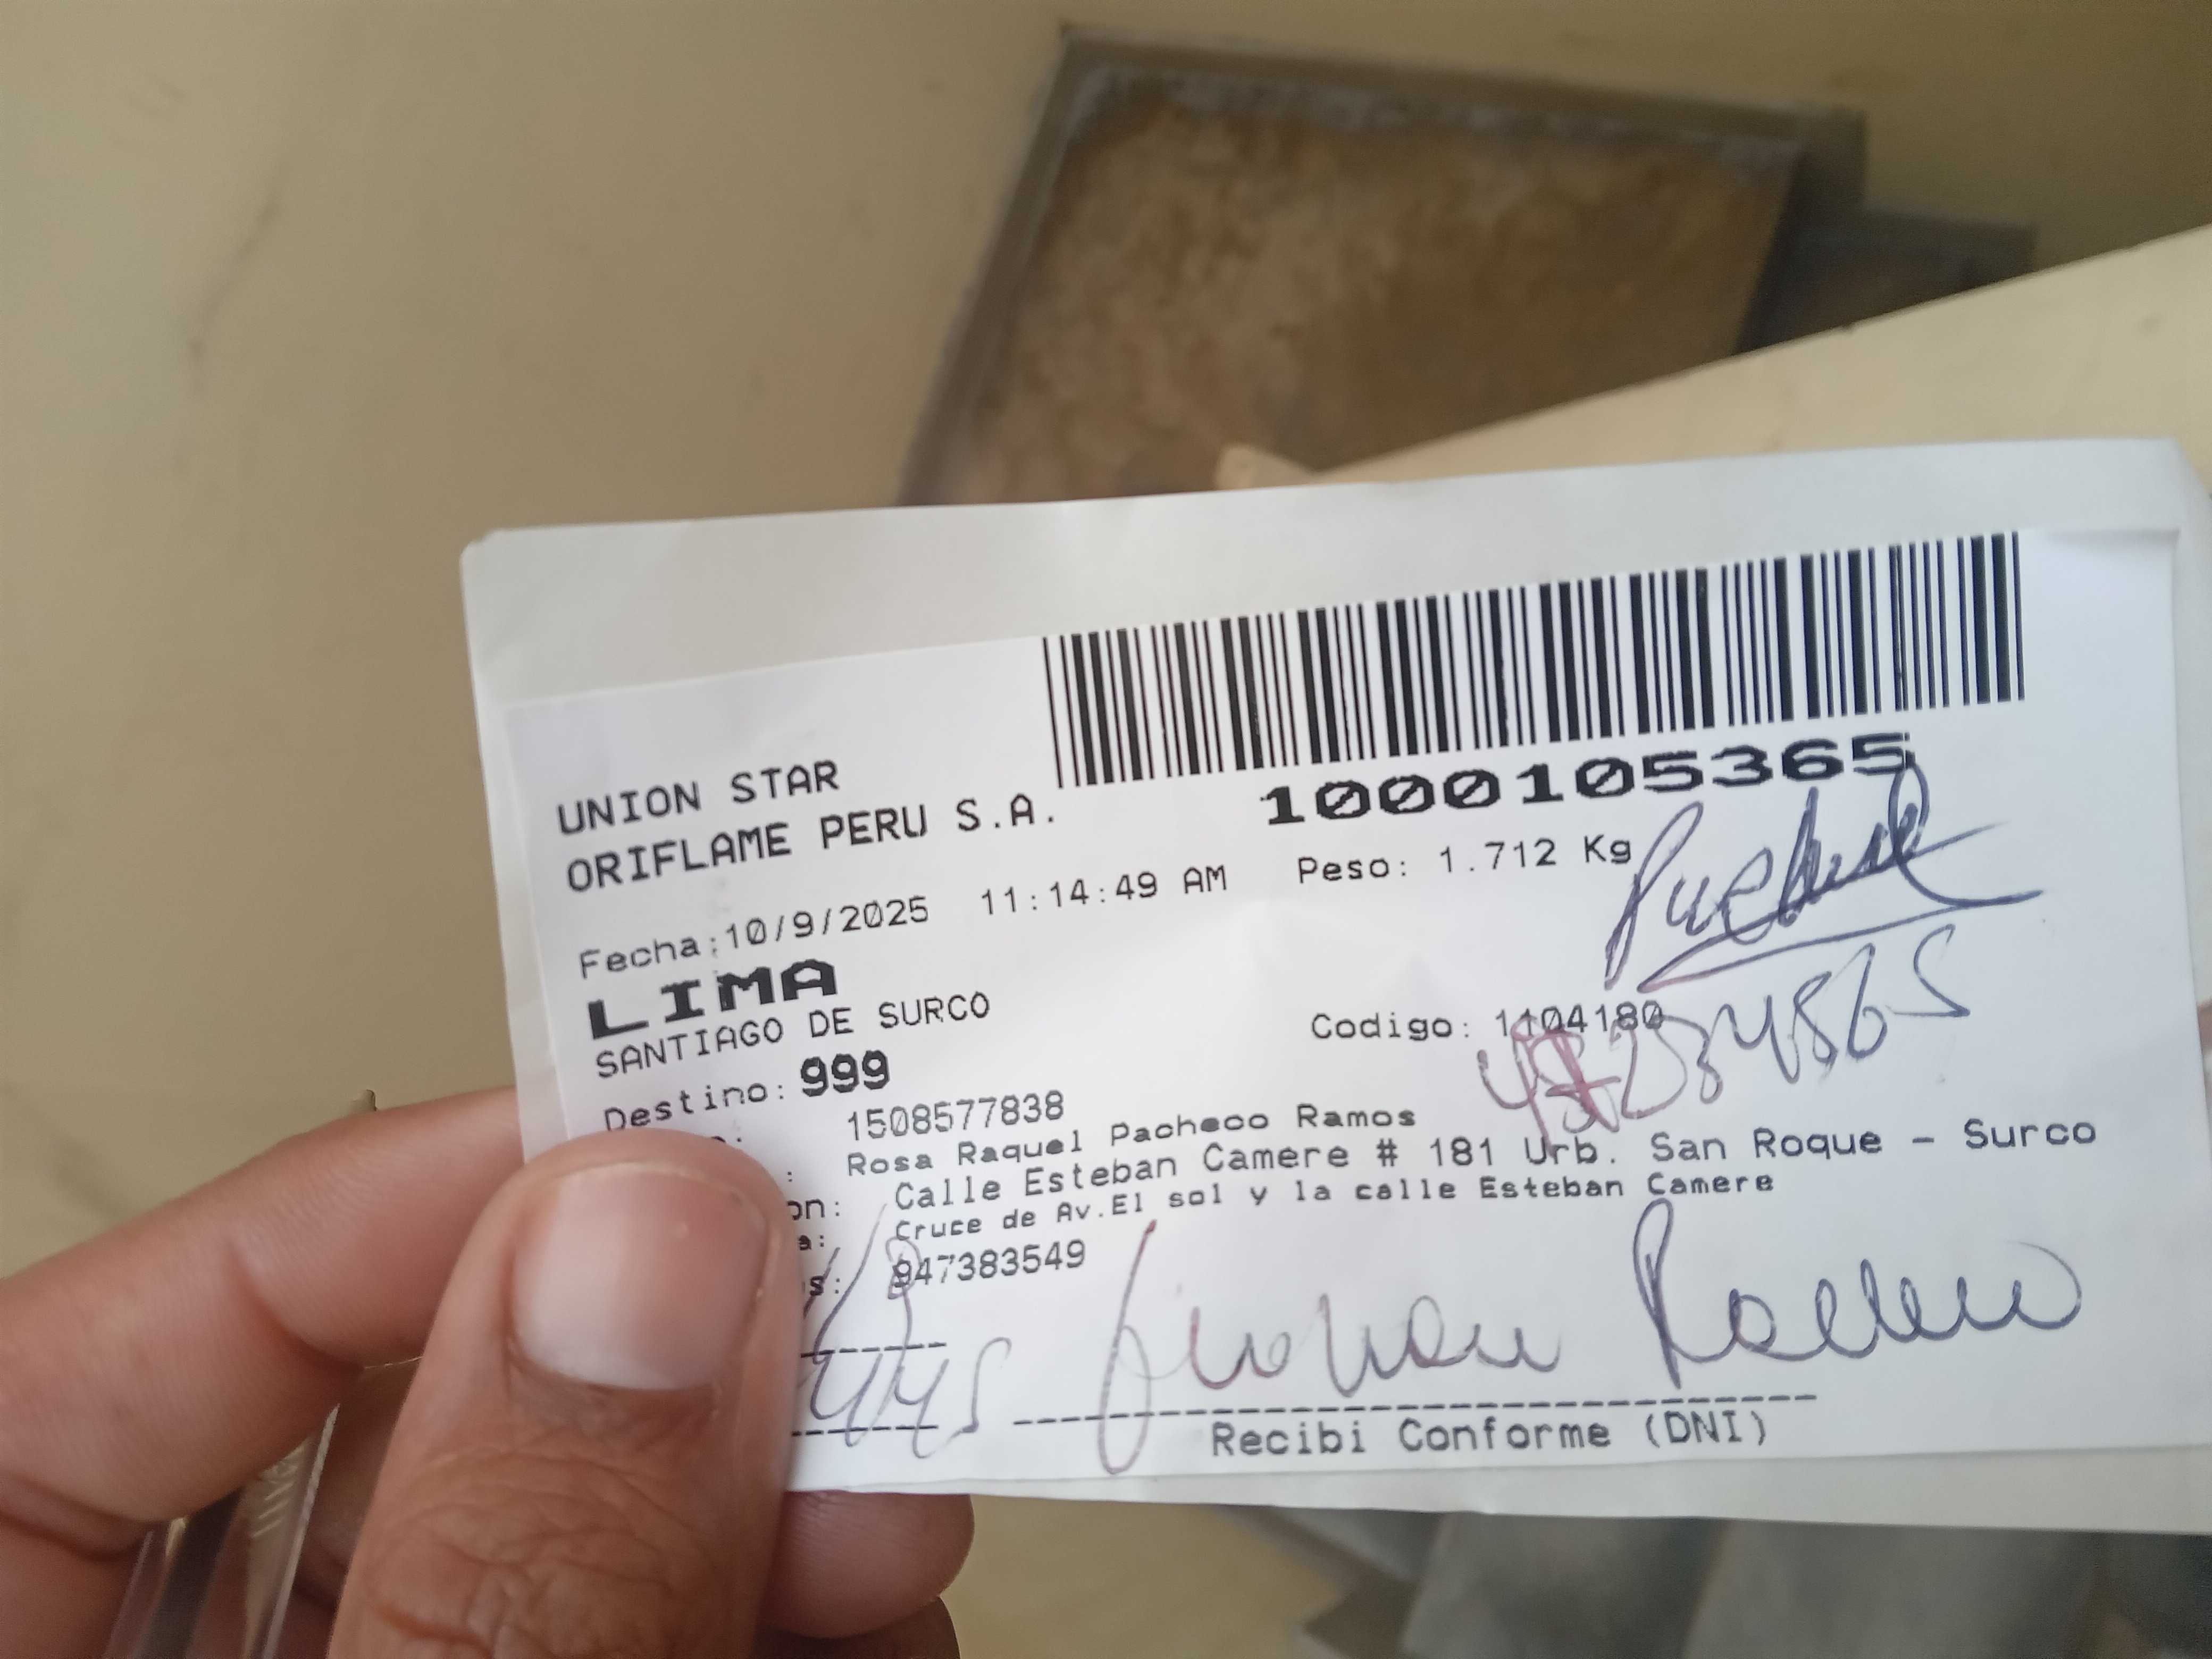 UNION STAR
ORIFLAME PERU S.A.
1000105365
Fecha:10/9/2025 11:14:49 AM Peso: 1.712 Kg
LIMA
SANTIAGO DE SURCO
Codigo: 1104180
Destino: 999
1508577838
: Rosa Raquel Pacheco Ramos
on: Calle Esteban Camere # 181 Urb. San Roque - Surco
a: Cruce de Av.El sol y la calle Esteban Camere
s: 947383549
Recibi Conforme (DNI)